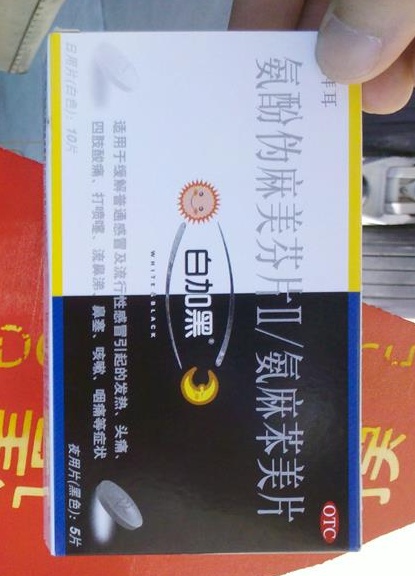 拜耳
氨酚伪麻美芬片II/氨麻苯美片
白加黑®
WHITE&BLACK
适用于缓解普通感冒及流行性感冒引起的发热、头痛、
四肢酸痛、打喷嚏、流鼻涕、鼻塞、咳嗽、咽痛等症状
日用片(白色)：10片
夜用片(黑色)：5片
OTC